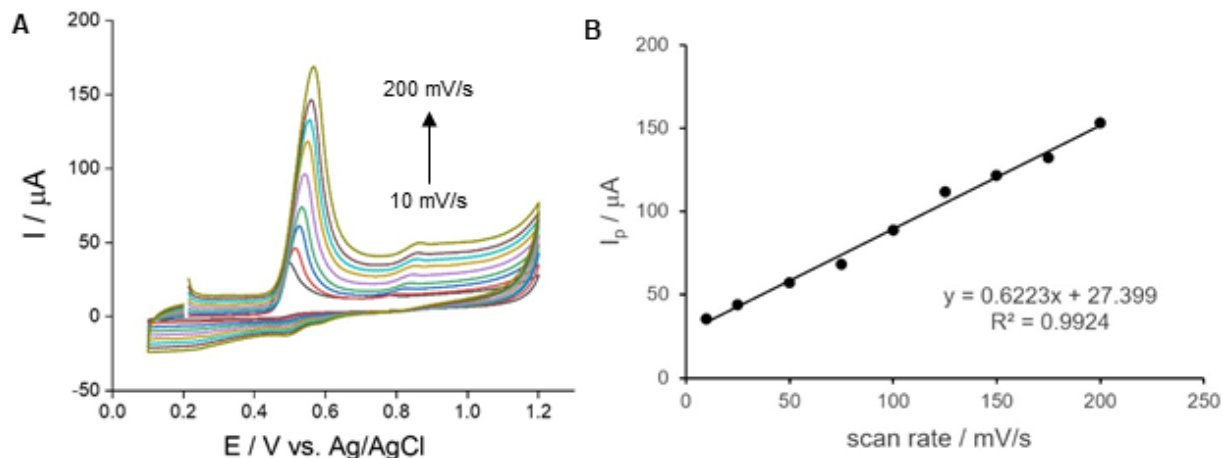 A
200
150
100
50
0
-50
I / μA
200 mV/s
10 mV/s
0.0 0.2 0.4 0.6 0.8 1.0 1.2
E / V vs. Ag/AgCl
B
200
150
100
50
0
Iₚ / μA
y = 0.6223x + 27.399
R² = 0.9924
0 50 100 150 200 250
scan rate / mV/s